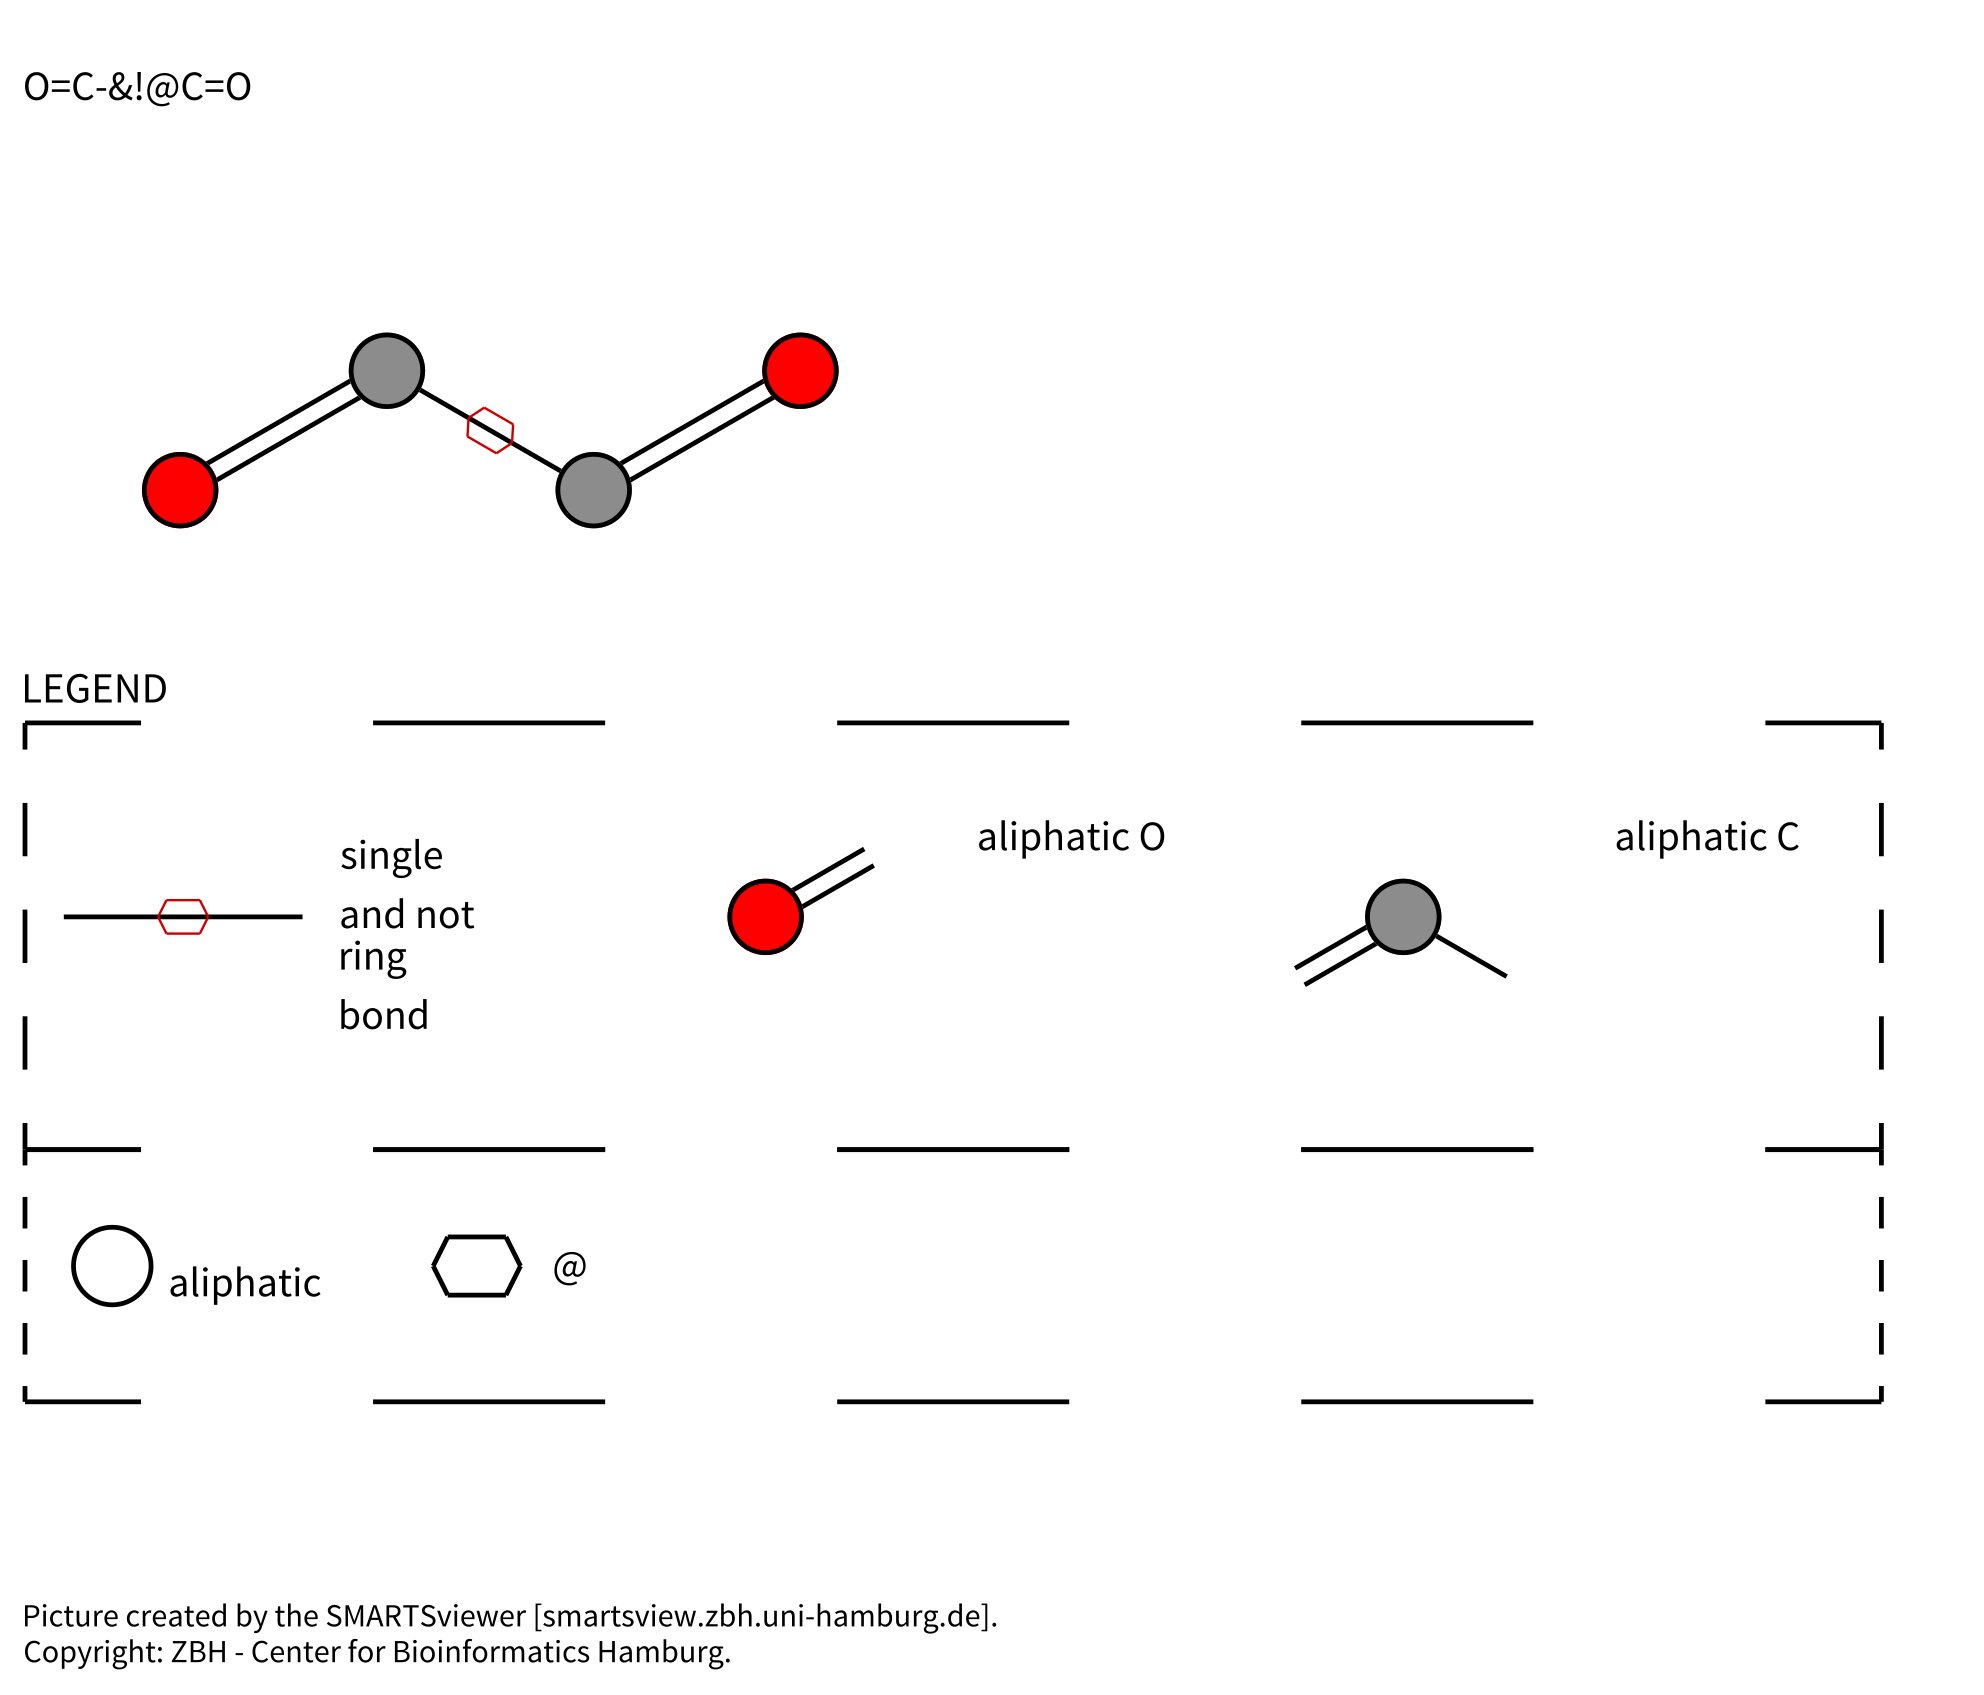 O=C-&!@C=O
LEGEND
single
and not
ring
bond
aliphatic O
aliphatic C
aliphatic
@
Picture created by the SMARTSviewer [smartsview.zbh.uni-hamburg.de].
Copyright: ZBH - Center for Bioinformatics Hamburg.